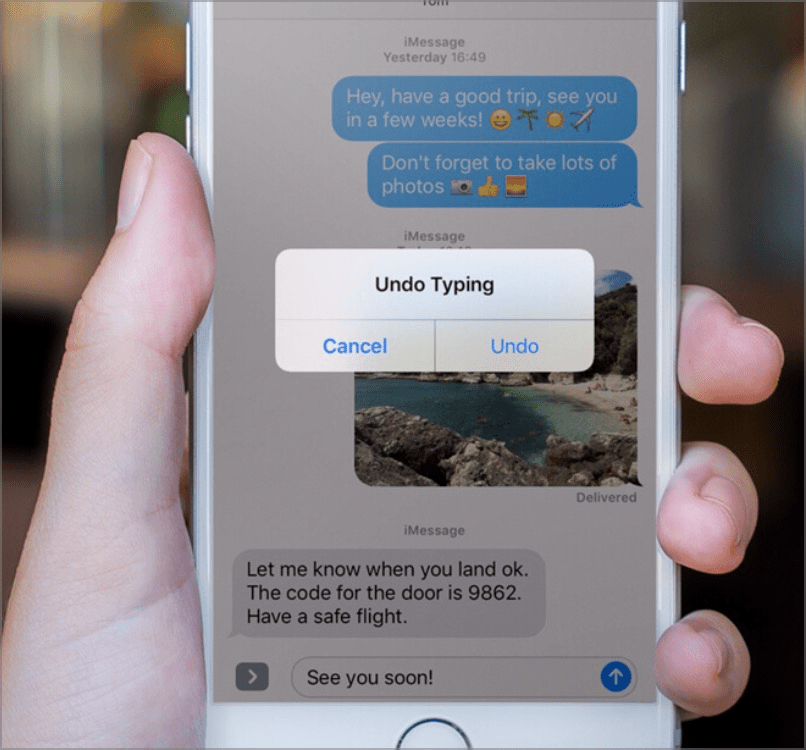 Tom
iMessage
Yesterday 16:49
Hey, have a good trip, see you
in a few weeks! 😀🌴☀️✈️
Don't forget to take lots of
photos 📷👍🌅
iMessage
Undo Typing
Cancel
Undo
Delivered
iMessage
Let me know when you land ok.
The code for the door is 9862.
Have a safe flight.
See you soon!